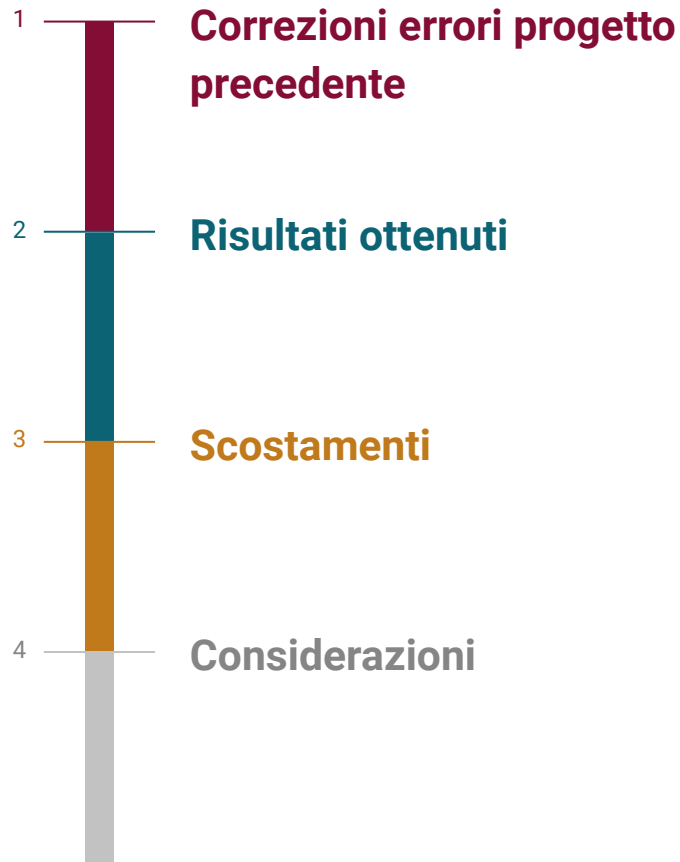 1 Correzioni errori progetto
precedente
2 Risultati ottenuti
3 Scostamenti
4 Considerazioni